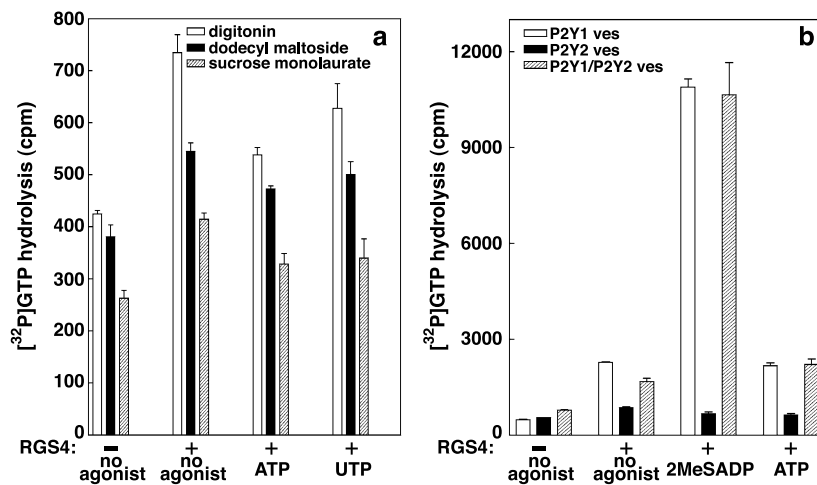 a
digitonin
dodecyl maltoside
sucrose monolaurate
[32P]GTP hydrolysis (cpm)
800
700
600
500
400
300
200
100
0
RGS4: − + + +
no agonist
no agonist
ATP
UTP
b
P2Y1 ves
P2Y2 ves
P2Y1/P2Y2 ves
[32P]GTP hydrolysis (cpm)
12000
9000
6000
3000
0
RGS4: − + + +
no agonist
no agonist
2MeSADP
ATP